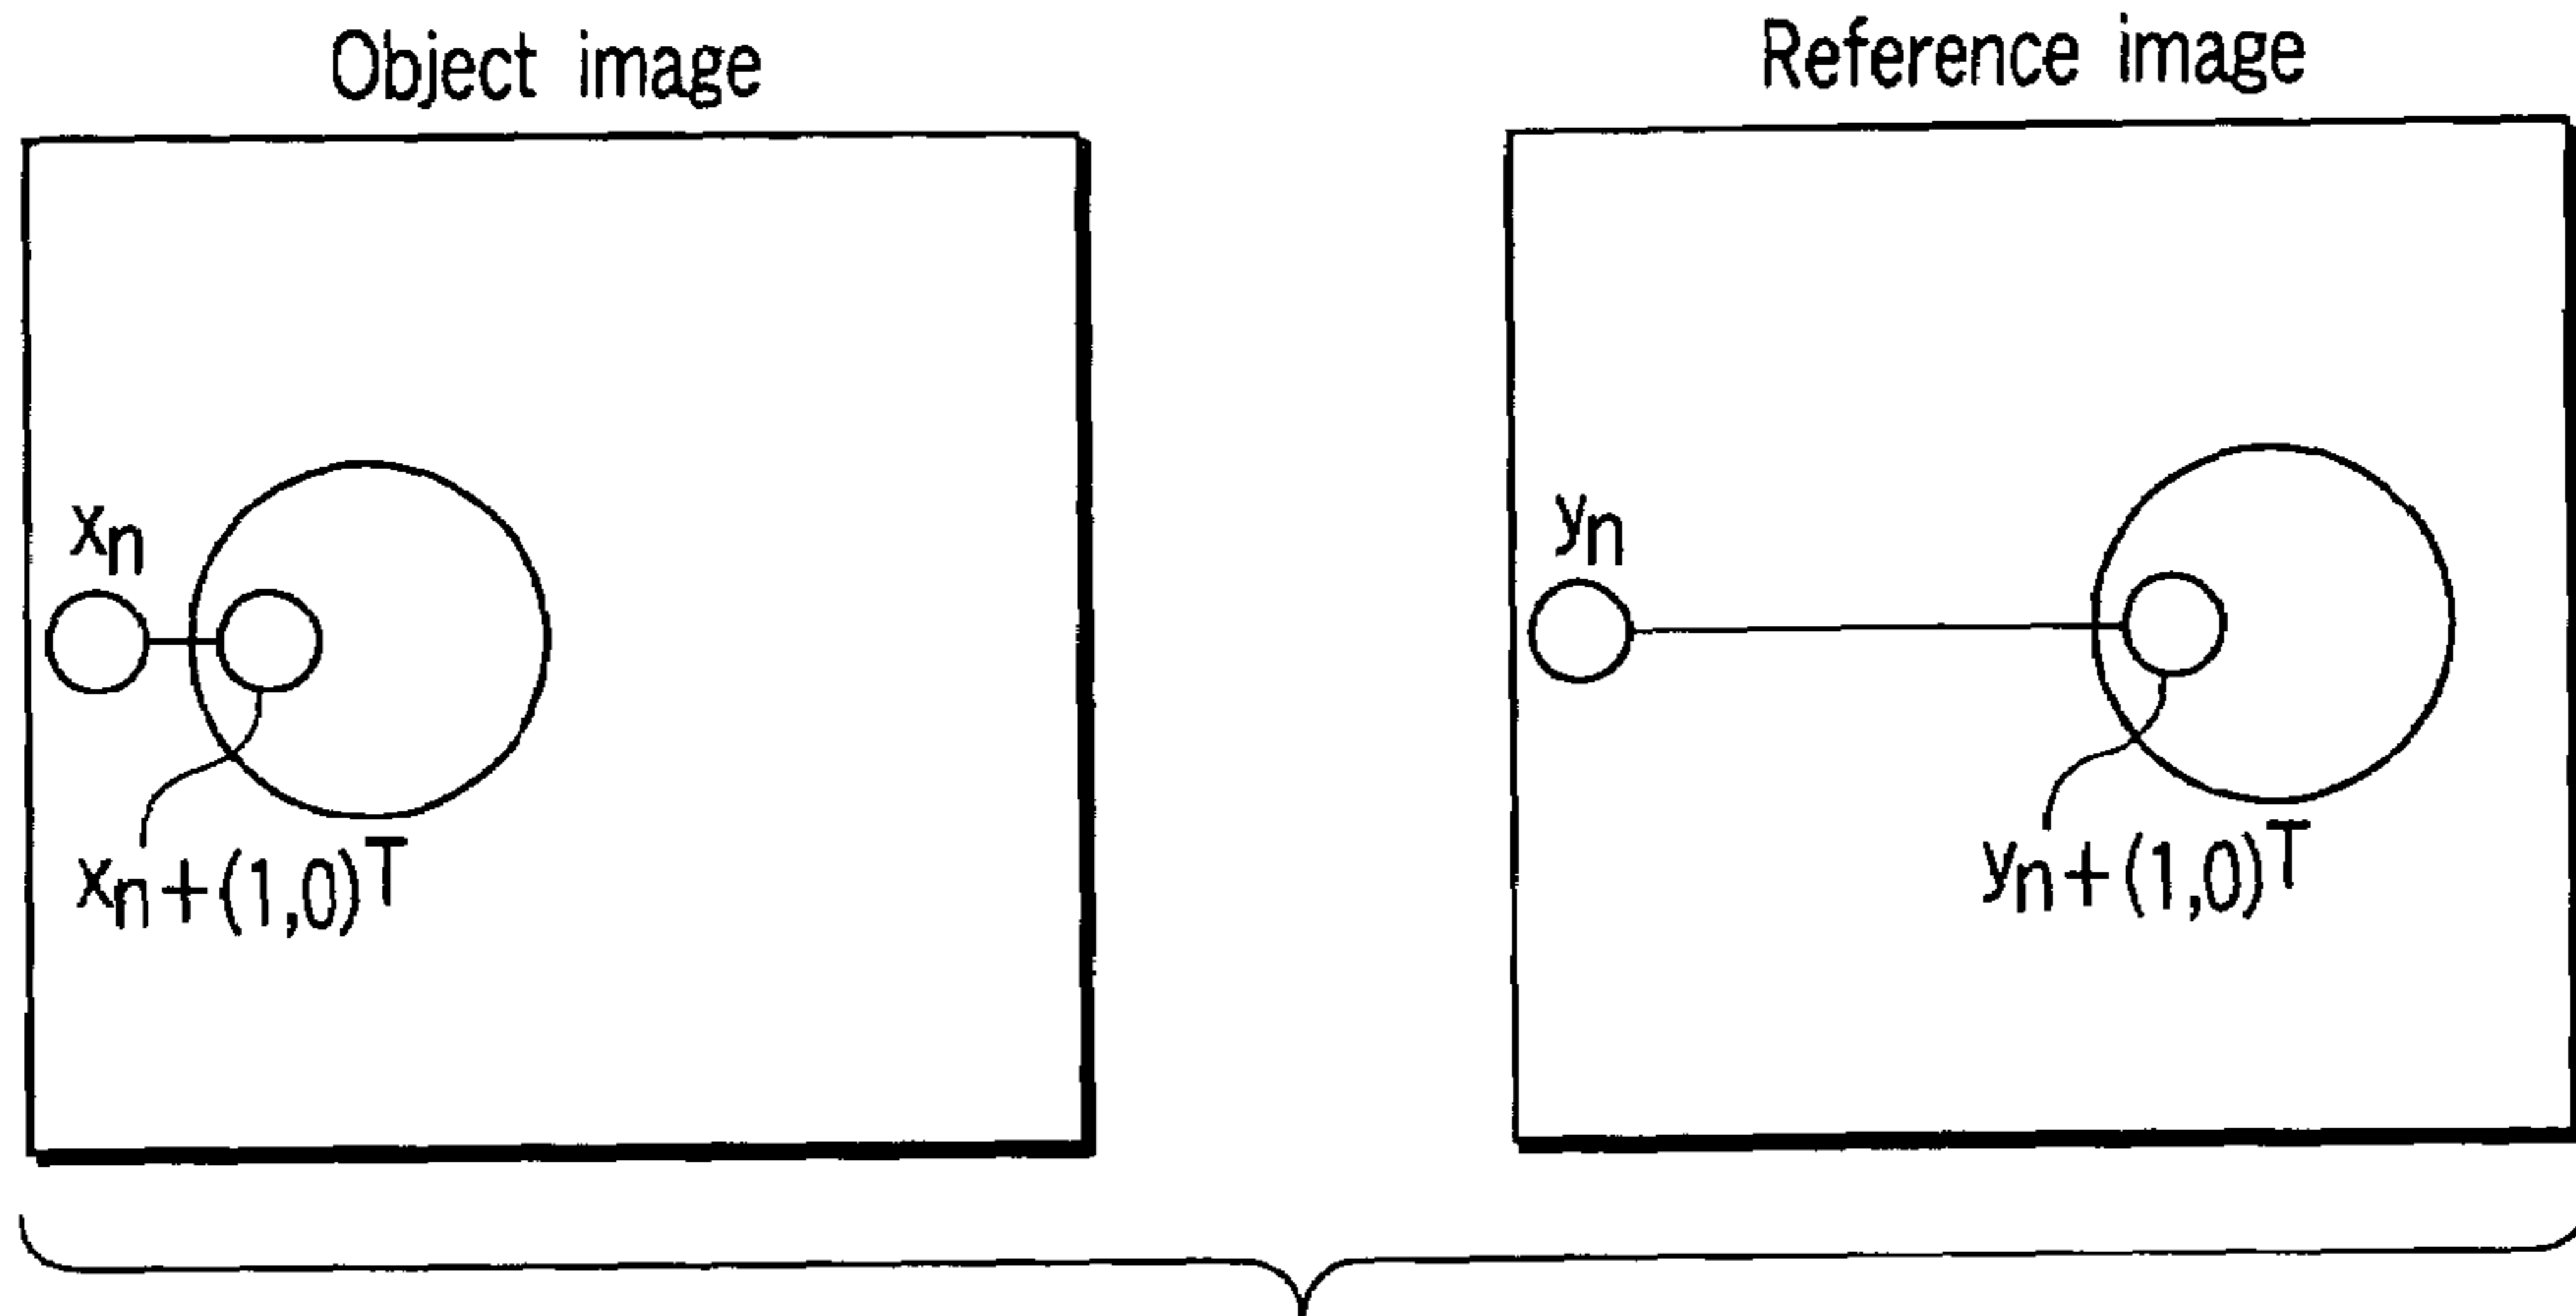 Object image
Reference image
xn
yn
xn+(1,0)T
yn+(1,0)T